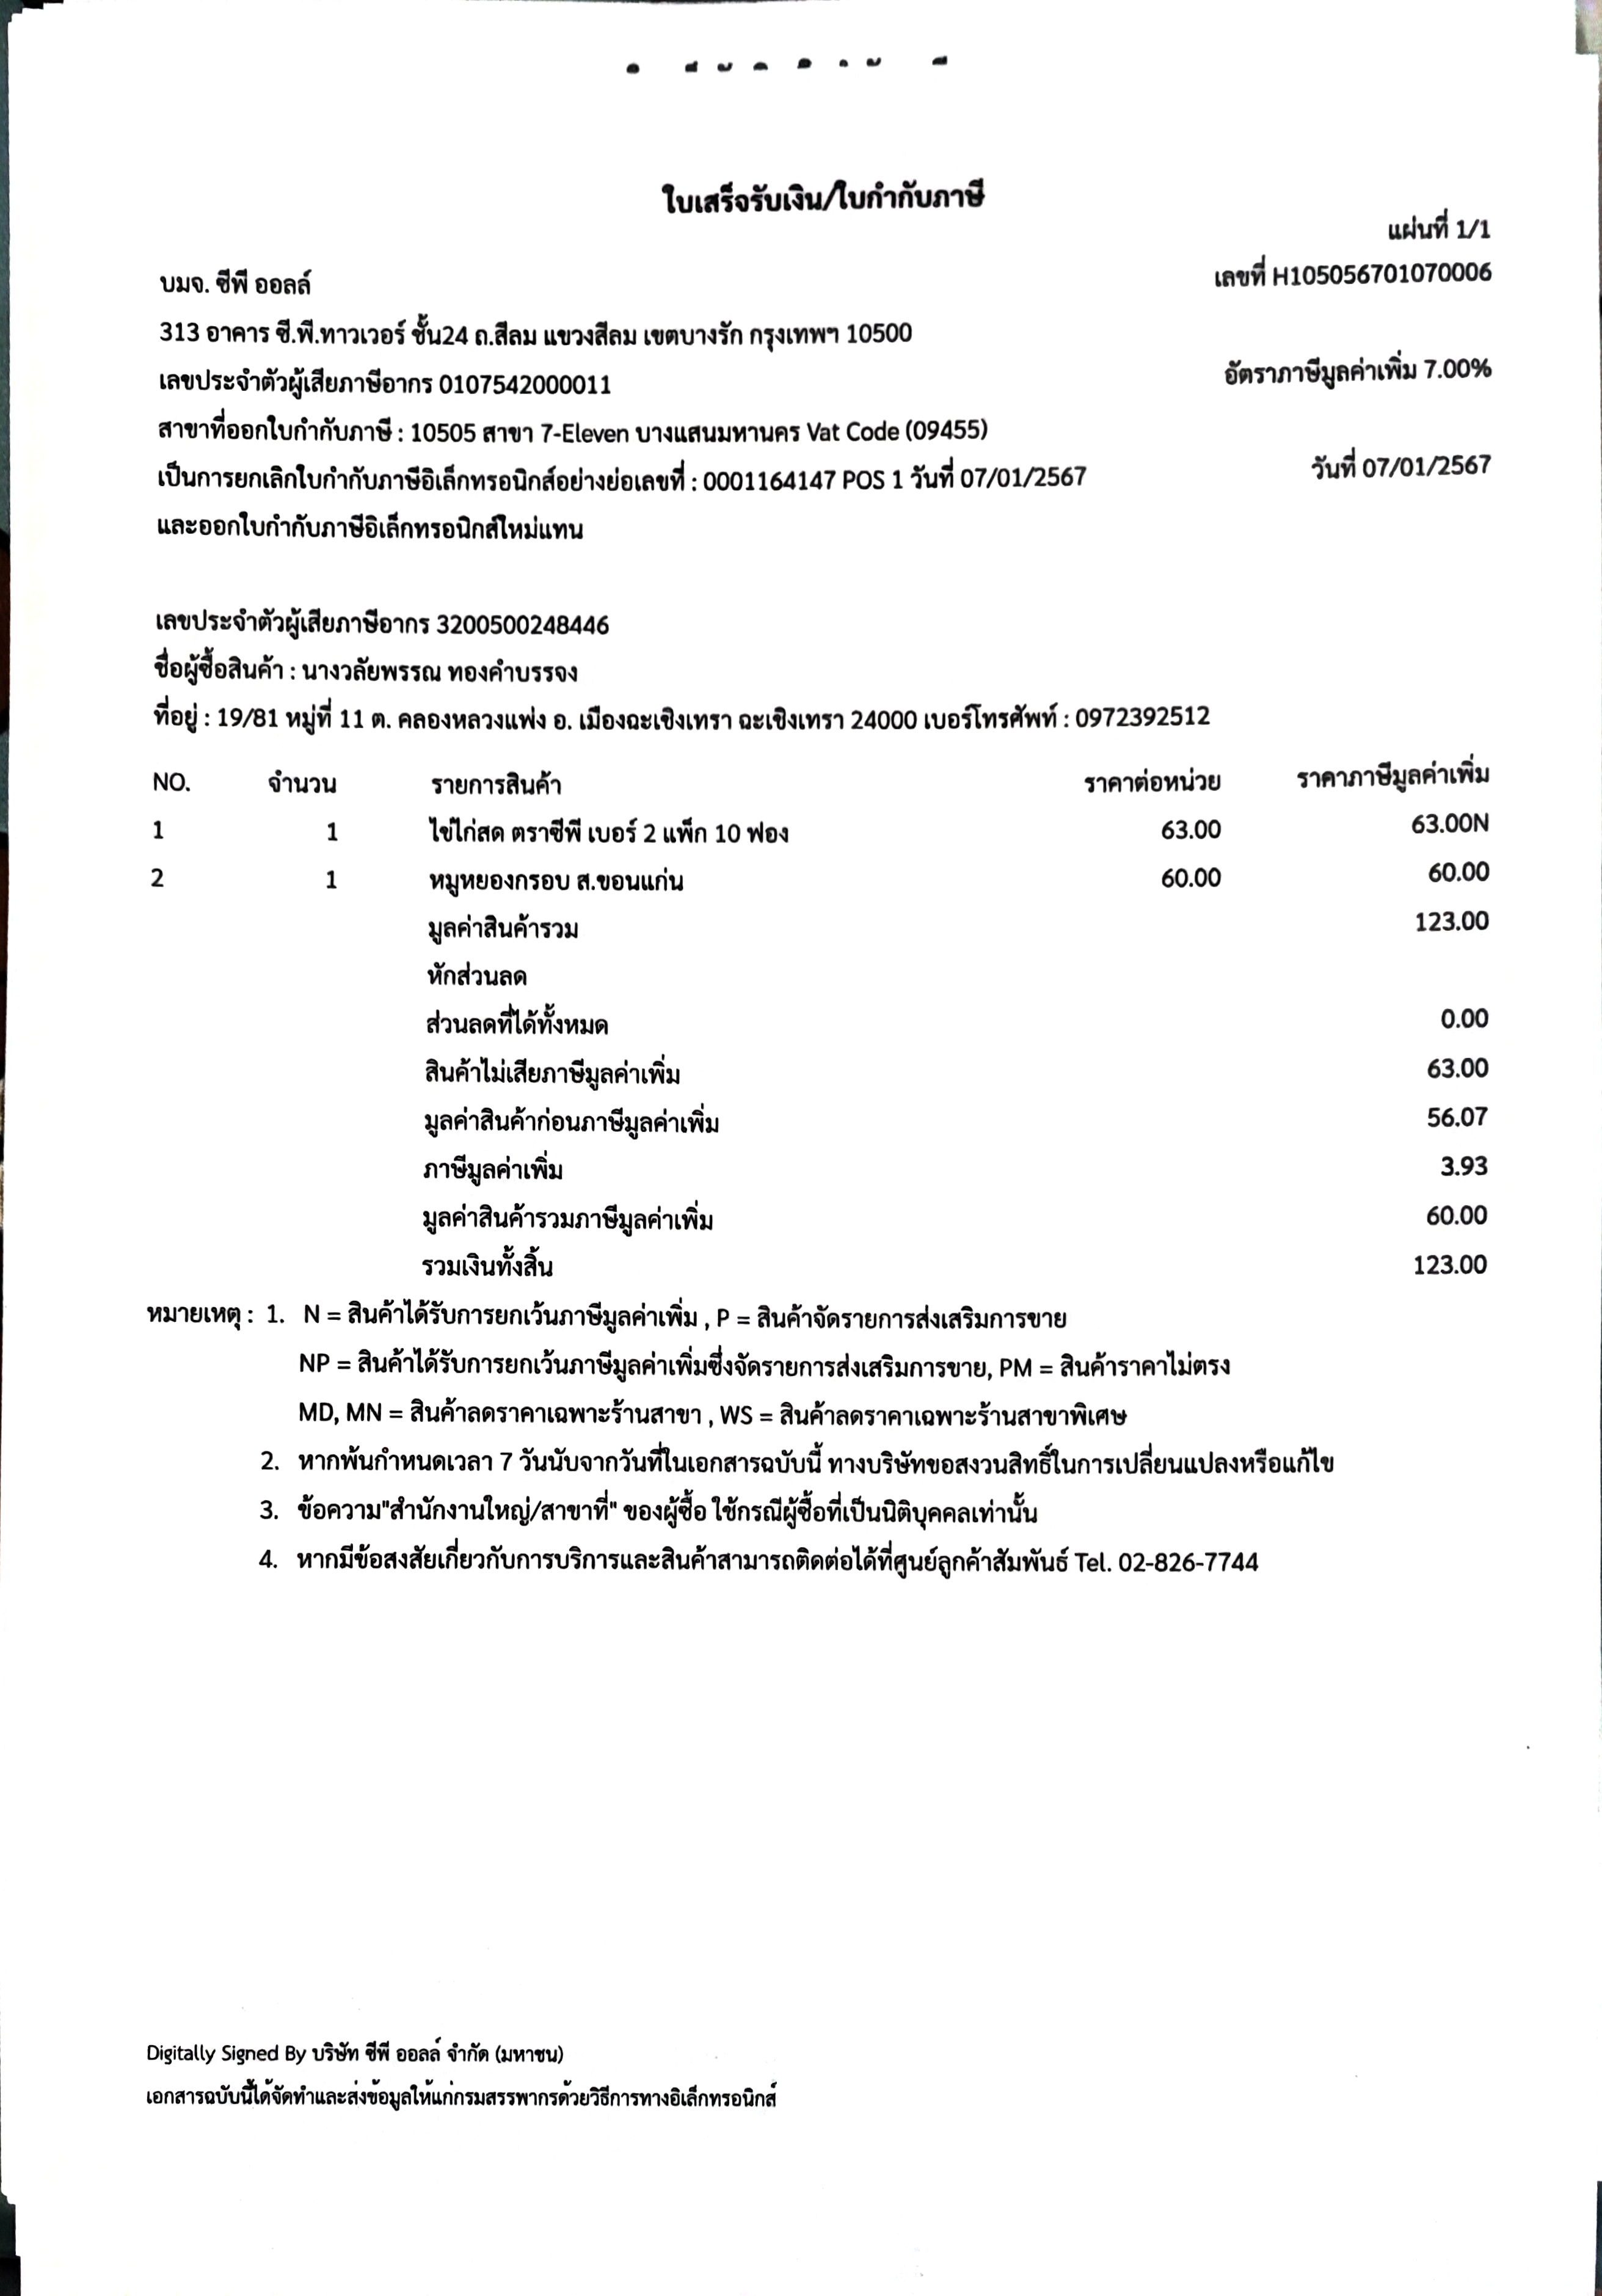 ใบเสร็จรับเงิน/ใบกำกับภาษี
แผ่นที่ 1/1
บมจ. ซีพี ออลล์ เลขที่ H105056701070006
313 อาคาร ซี.พี.ทาวเวอร์ ชั้น24 ถ.สีลม แขวงสีลม เขตบางรัก กรุงเทพฯ 10500
เลขประจำตัวผู้เสียภาษีอากร 0107542000011 อัตราภาษีมูลค่าเพิ่ม 7.00%
สาขาที่ออกใบกำกับภาษี : 10505 สาขา 7-Eleven บางแสนมหานคร Vat Code (09455)
เป็นการยกเลิกใบกำกับภาษีอิเล็กทรอนิกส์อย่างย่อเลขที่ : 0001164147 POS 1 วันที่ 07/01/2567 วันที่ 07/01/2567
และออกใบกำกับภาษีอิเล็กทรอนิกส์ใหม่แทน
เลขประจำตัวผู้เสียภาษีอากร 3200500248446
ชื่อผู้ซื้อสินค้า : นางวลัยพรรณ ทองคำบรรจง
ที่อยู่ : 19/81 หมู่ที่ 11 ต. คลองหลวงแพ่ง อ. เมืองฉะเชิงเทรา ฉะเชิงเทรา 24000 เบอร์โทรศัพท์ : 0972392512
NO. จำนวน รายการสินค้า ราคาต่อหน่วย ราคาภาษีมูลค่าเพิ่ม
1 1 ไข่ไก่สด ตราซีพี เบอร์ 2 แพ็ก 10 ฟอง 63.00 63.00N
2 1 หมูหยองกรอบ ส.ขอนแก่น 60.00 60.00
มูลค่าสินค้ารวม 123.00
หักส่วนลด
ส่วนลดที่ได้ทั้งหมด 0.00
สินค้าไม่เสียภาษีมูลค่าเพิ่ม 63.00
มูลค่าสินค้าก่อนภาษีมูลค่าเพิ่ม 56.07
ภาษีมูลค่าเพิ่ม 3.93
มูลค่าสินค้ารวมภาษีมูลค่าเพิ่ม 60.00
รวมเงินทั้งสิ้น 123.00
หมายเหตุ : 1. N = สินค้าได้รับการยกเว้นภาษีมูลค่าเพิ่ม , P = สินค้าจัดรายการส่งเสริมการขาย
NP = สินค้าได้รับการยกเว้นภาษีมูลค่าเพิ่มซึ่งจัดรายการส่งเสริมการขาย, PM = สินค้าราคาไม่ตรง
MD, MN = สินค้าลดราคาเฉพาะร้านสาขา , WS = สินค้าลดราคาเฉพาะร้านสาขาพิเศษ
2. หากพ้นกำหนดเวลา 7 วันนับจากวันที่ในเอกสารฉบับนี้ ทางบริษัทขอสงวนสิทธิ์ในการเปลี่ยนแปลงหรือแก้ไข
3. ข้อความ"สำนักงานใหญ่/สาขาที่" ของผู้ซื้อ ใช้กรณีผู้ซื้อที่เป็นนิติบุคคลเท่านั้น
4. หากมีข้อสงสัยเกี่ยวกับการบริการและสินค้าสามารถติดต่อได้ที่ศูนย์ลูกค้าสัมพันธ์ Tel. 02-826-7744
Digitally Signed By บริษัท ซีพี ออลล์ จำกัด (มหาชน)
เอกสารฉบับนี้ได้จัดทำและส่งข้อมูลให้แก่กรมสรรพากรด้วยวิธีการทางอิเล็กทรอนิกส์